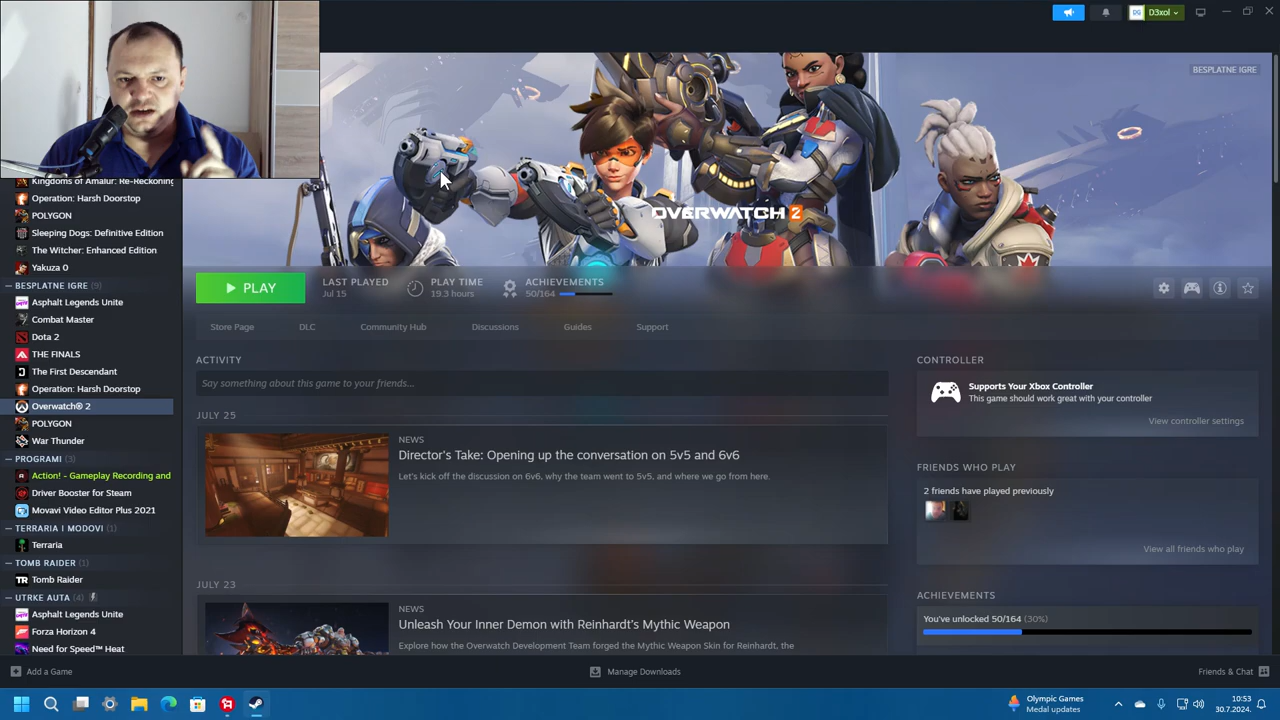 DG D3xol
BESPLATNE IGRE
OVERWATCH 2
Kingdoms of Amalur: Re-Reckoning
Operation: Harsh Doorstop
POLYGON
Sleeping Dogs: Definitive Edition
The Witcher: Enhanced Edition
Yakuza 0
BESPLATNE IGRE (9)
Asphalt Legends Unite
Combat Master
Dota 2
THE FINALS
The First Descendant
Operation: Harsh Doorstop
Overwatch® 2
POLYGON
War Thunder
PROGRAMI (3)
Action! - Gameplay Recording and
Driver Booster for Steam
Movavi Video Editor Plus 2021
TERRARIA I MODOVI (1)
Terraria
TOMB RAIDER (1)
TR Tomb Raider
UTRKE AUTA (4)
Asphalt Legends Unite
Forza Horizon 4
Need for Speed™ Heat
PLAY
LAST PLAYED
Jul 15
PLAY TIME
19.3 hours
ACHIEVEMENTS
50/164
Store Page
DLC
Community Hub
Discussions
Guides
Support
ACTIVITY
Say something about this game to your friends...
JULY 25
NEWS
Director's Take: Opening up the conversation on 5v5 and 6v6
Let's kick off the discussion on 6v6, why the team went to 5v5, and where we go from here.
JULY 23
NEWS
Unleash Your Inner Demon with Reinhardt's Mythic Weapon
Explore how the Overwatch Development Team forged the Mythic Weapon Skin for Reinhardt, the
CONTROLLER
Supports Your Xbox Controller
This game should work great with your controller
View controller settings
FRIENDS WHO PLAY
2 friends have played previously
View all friends who play
ACHIEVEMENTS
You've unlocked 50/164 (30%)
Add a Game
Manage Downloads
Friends & Chat
Olympic Games
Medal updates
10:53
30.7.2024.